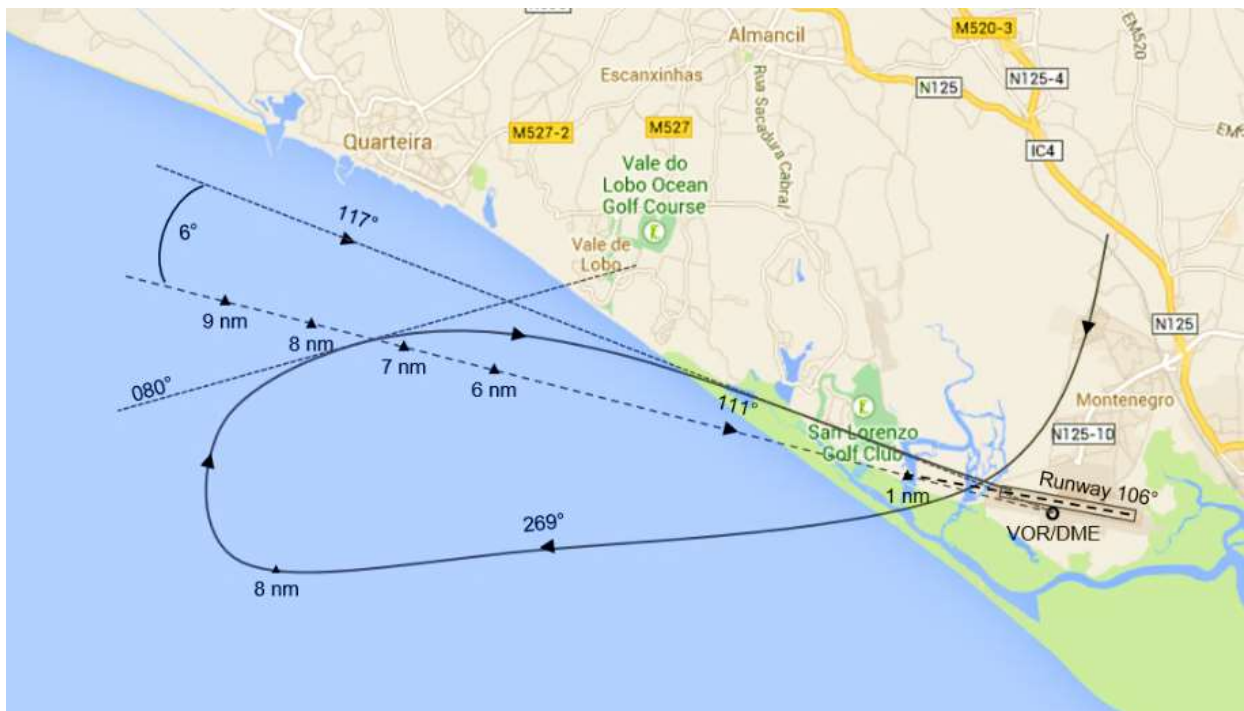 Almancil
M520-3
EM520
Escanxinhas
Rua Sacadura Cabral
N125
N125-4
Quarteira
M527-2
M527
IC4
Vale do
Lobo Ocean
Golf Course
117°
6°
Vale de
Lobo
9 nm
8 nm
7 nm
6 nm
N125
080°
111°
Montenegro
San Lorenzo
Golf Club
N125-10
1 nm
Runway 106°
VOR/DME
269°
8 nm